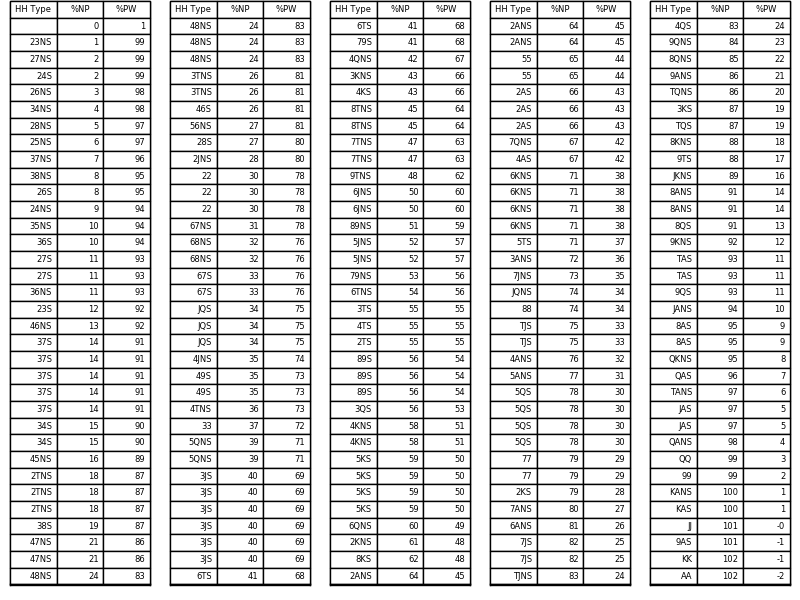 HH Type %NP %PW HH Type %NP %PW HH Type %NP %PW HH Type %NP %PW HH Type %NP %PW
0 1 48NS 24 83 6TS 41 68 2ANS 64 45 4QS 83 24
23NS 1 99 48NS 24 83 79S 41 68 2ANS 64 45 9QNS 84 23
27NS 2 99 48NS 24 83 4QNS 42 67 55 65 44 8QNS 85 22
24S 2 99 3TNS 26 81 3KNS 43 66 55 65 44 9ANS 86 21
26NS 3 98 3TNS 26 81 4KS 43 66 2AS 66 43 TQNS 86 20
34NS 4 98 46S 26 81 8TNS 45 64 2AS 66 43 3KS 87 19
28NS 5 97 56NS 27 81 8TNS 45 64 2AS 66 43 TQS 87 19
25NS 6 97 28S 27 80 7TNS 47 63 7QNS 67 42 8KNS 88 18
37NS 7 96 2JNS 28 80 7TNS 47 63 4AS 67 42 9TS 88 17
38NS 8 95 22 30 78 9TNS 48 62 6KNS 71 38 JKNS 89 16
26S 8 95 22 30 78 6JNS 50 60 6KNS 71 38 8ANS 91 14
24NS 9 94 22 30 78 6JNS 50 60 6KNS 71 38 8ANS 91 14
35NS 10 94 67NS 31 78 89NS 51 59 6KNS 71 38 8QS 91 13
36S 10 94 68NS 32 76 5JNS 52 57 5TS 71 37 9KNS 92 12
27S 11 93 68NS 32 76 5JNS 52 57 3ANS 72 36 TAS 93 11
27S 11 93 67S 33 76 79NS 53 56 7JNS 73 35 TAS 93 11
36NS 11 93 67S 33 76 6TNS 54 56 JQNS 74 34 9QS 93 11
23S 12 92 JQS 34 75 3TS 55 55 88 74 34 JANS 94 10
46NS 13 92 JQS 34 75 4TS 55 55 TJS 75 33 8AS 95 9
37S 14 91 JQS 34 75 2TS 55 55 TJS 75 33 8AS 95 9
37S 14 91 4JNS 35 74 89S 56 54 4ANS 76 32 QKNS 95 8
37S 14 91 49S 35 73 89S 56 54 5ANS 77 31 QAS 96 7
37S 14 91 49S 35 73 89S 56 54 5QS 78 30 TANS 97 6
37S 14 91 4TNS 36 73 3QS 56 53 5QS 78 30 JAS 97 5
34S 15 90 33 37 72 4KNS 58 51 5QS 78 30 JAS 97 5
34S 15 90 5QNS 39 71 4KNS 58 51 5QS 78 30 QANS 98 4
45NS 16 89 5QNS 39 71 5KS 59 50 77 79 29 QQ 99 3
2TNS 18 87 3JS 40 69 5KS 59 50 77 79 29 99 99 2
2TNS 18 87 3JS 40 69 5KS 59 50 2KS 79 28 KANS 100 1
2TNS 18 87 3JS 40 69 5KS 59 50 7ANS 80 27 KAS 100 1
38S 19 87 3JS 40 69 6QNS 60 49 6ANS 81 26 JJ 101 -0
47NS 21 86 3JS 40 69 2KNS 61 48 7JS 82 25 9AS 101 -1
47NS 21 86 3JS 40 69 8KS 62 48 7JS 82 25 KK 102 -1
48NS 24 83 6TS 41 68 2ANS 64 45 TJNS 83 24 AA 102 -2